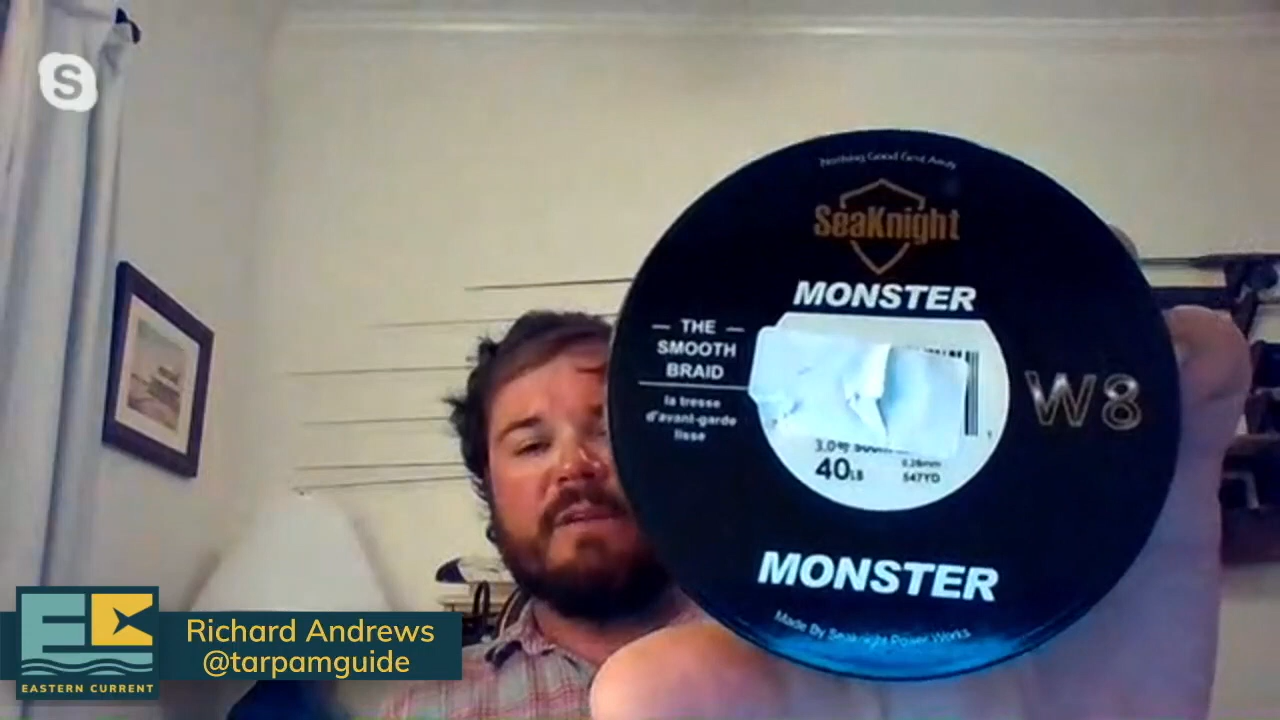 S
Nothing Good Gets Away
SeaKnight
MONSTER
THE
SMOOTH
BRAID
la tresse
d'avant-garde
lisse
W8
40LB
547YD
MONSTER
Made By Seaknight Power Works
Richard Andrews
@tarpamguide
EC
EASTERN CURRENT